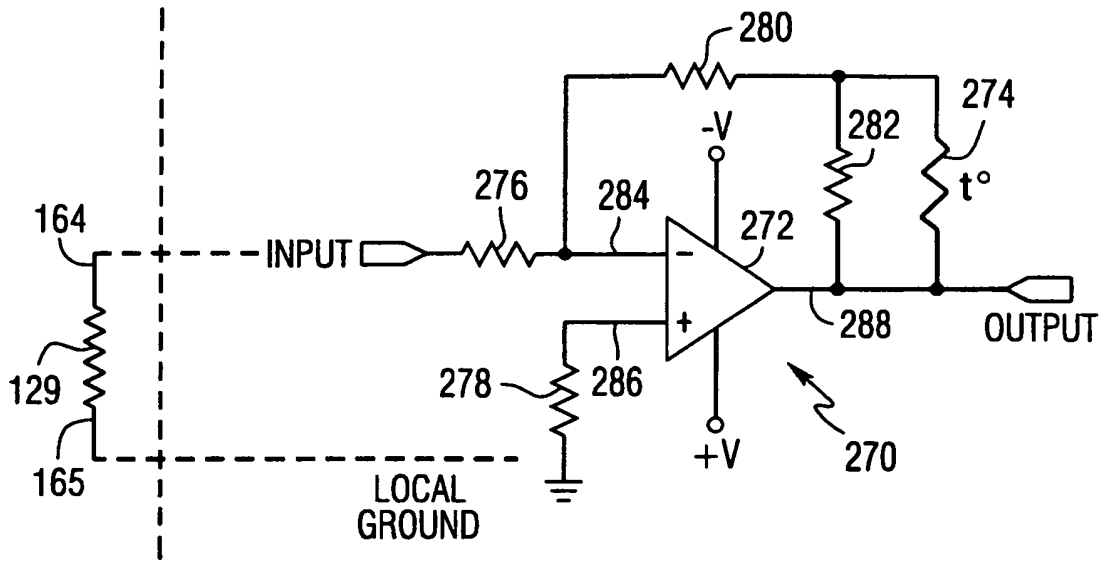 280
274
-V
282
t°
276
284
272
164
INPUT
-
+
288
OUTPUT
129
278
286
+V
270
165
LOCAL
GROUND